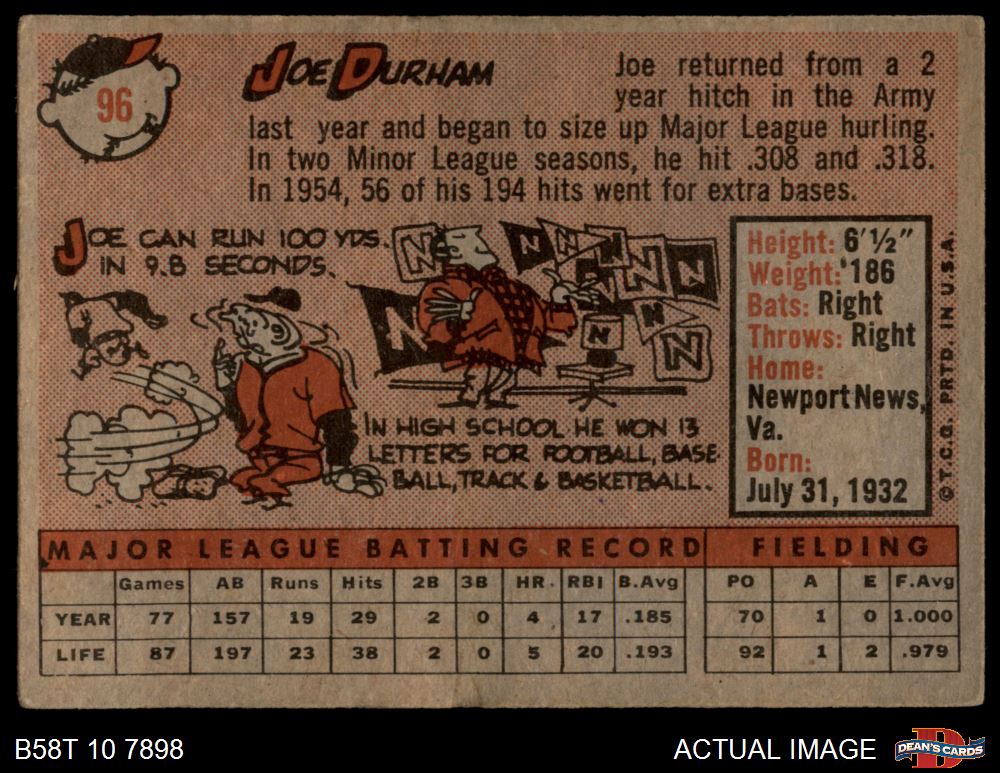 96
JOE DURHAM
Joe returned from a 2
year hitch in the Army
last year and began to size up Major League hurling.
In two Minor League seasons, he hit .308 and .318.
In 1954, 56 of his 194 hits went for extra bases.
JOE CAN RUN 100 YDS.
IN 9.8 SECONDS.
N N N N N N N
N
N N
N
IN HIGH SCHOOL HE WON 13
LETTERS FOR FOOTBALL, BASE-
BALL, TRACK & BASKETBALL.
Height: 6'½"
Weight: 186
Bats: Right
Throws: Right
Home:
Newport News,
Va.
Born:
July 31, 1932
© T.C.G. PRTD. IN U.S.A.
MAJOR LEAGUE BATTING RECORD FIELDING
Games AB Runs Hits 2B 3B HR. RBI B.Avg PO A E F.Avg
YEAR 77 157 19 29 2 0 4 17 .185 70 1 0 1.000
LIFE 87 197 23 38 2 0 5 20 .193 92 1 2 .979
B58T 10 7898
ACTUAL IMAGE
D
DEAN'S CARDS